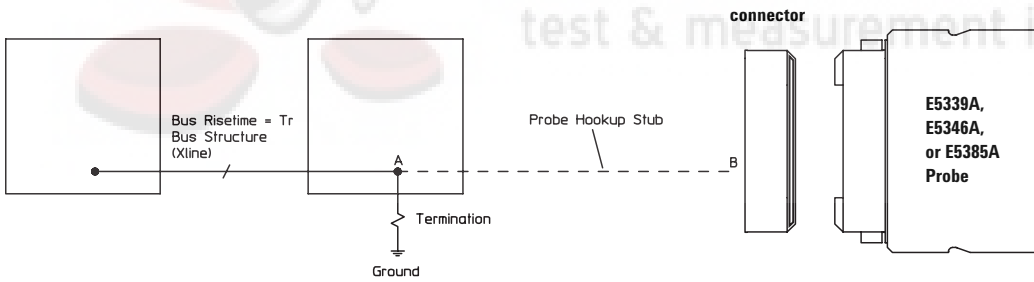 test & measurement i
connector
Bus Risetime = Tr
Bus Structure
(Xline)
A
Probe Hookup Stub
B
E5339A,
E5346A,
or E5385A
Probe
Termination
Ground